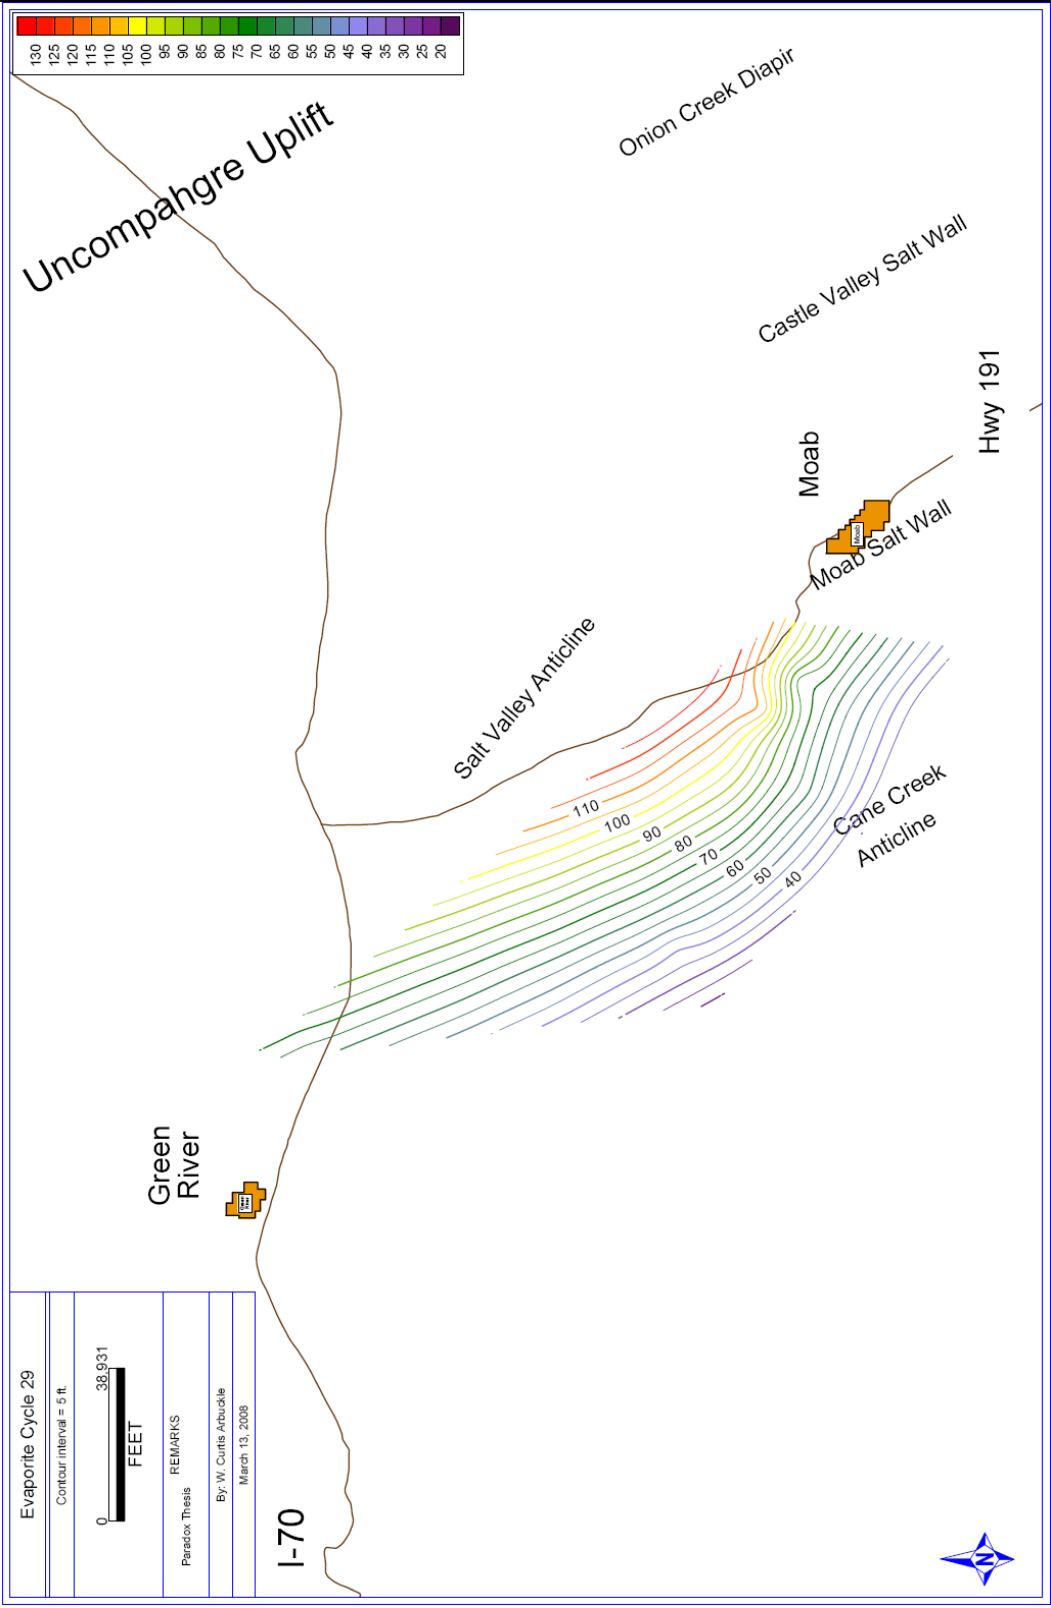 130
125
120
115
110
105
100
95
90
85
80
75
70
65
60
55
50
45
40
35
30
25
20
Uncompahgre Uplift
Onion Creek Diapir
Castle Valley Salt Wall
Hwy 191
Moab
Moab
Moab Salt Wall
Salt Valley Anticline
110
100
90
80
70
60
50
40
Cane Creek
Anticline
Green
River
Green
River
Evaporite Cycle 29
Contour interval = 5 ft.
0
38,931
FEET
REMARKS
Paradox Thesis
By: W. Curtis Arbuckle
March 13, 2008
I-70
N